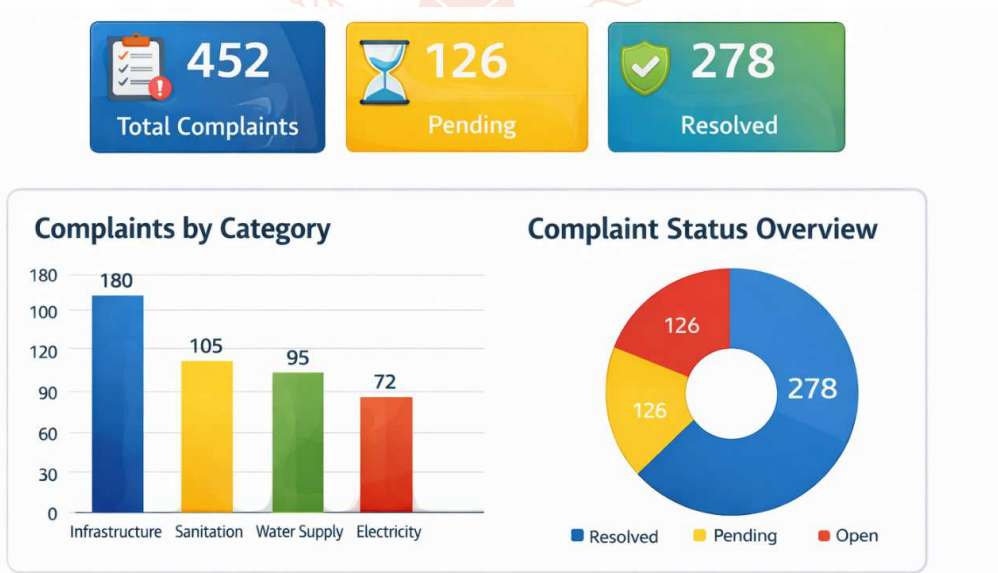 452
Total Complaints
126
Pending
278
Resolved
Complaints by Category
180
100
120
90
60
30
0
180
105
95
72
Infrastructure Sanitation Water Supply Electricity
Complaint Status Overview
126
126
278
Resolved Pending Open